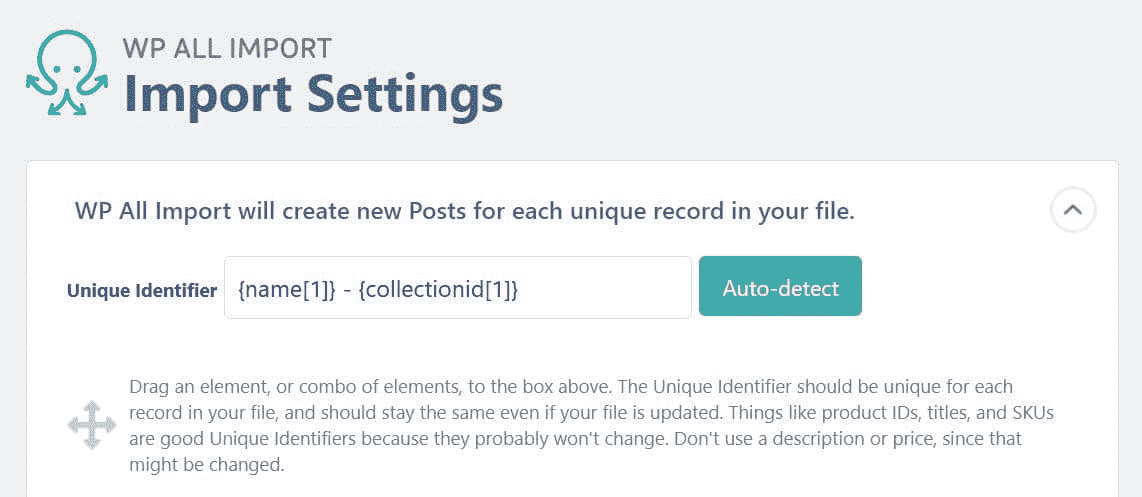 WP ALL IMPORT
Import Settings
WP All Import will create new Posts for each unique record in your file.
Unique Identifier {name[1]} - {collectionid[1]} Auto-detect
Drag an element, or combo of elements, to the box above. The Unique Identifier should be unique for each
record in your file, and should stay the same even if your file is updated. Things like product IDs, titles, and SKUs
are good Unique Identifiers because they probably won't change. Don't use a description or price, since that
might be changed.